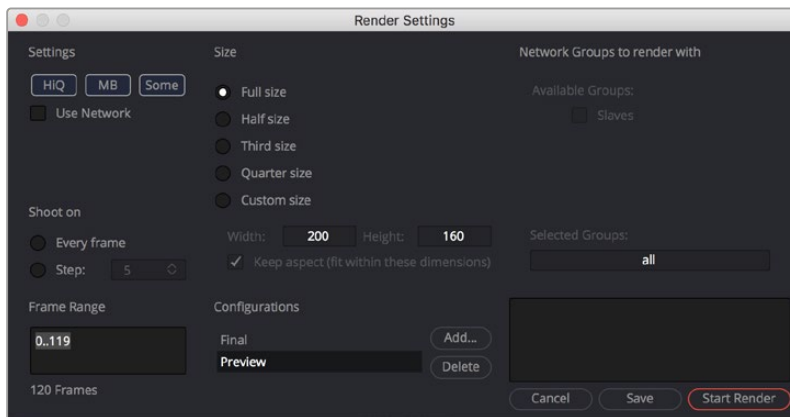 Render Settings
Settings
HiQ MB Some
Use Network
Shoot on
Every frame
Step: 5
Frame Range
0..119
120 Frames
Size
Full size
Half size
Third size
Quarter size
Custom size
Width: 200 Height: 160
Keep aspect (fit within these dimensions)
Configurations
Final
Preview
Add...
Delete
Network Groups to render with
Available Groups:
Slaves
Selected Groups:
all
Cancel Save Start Render